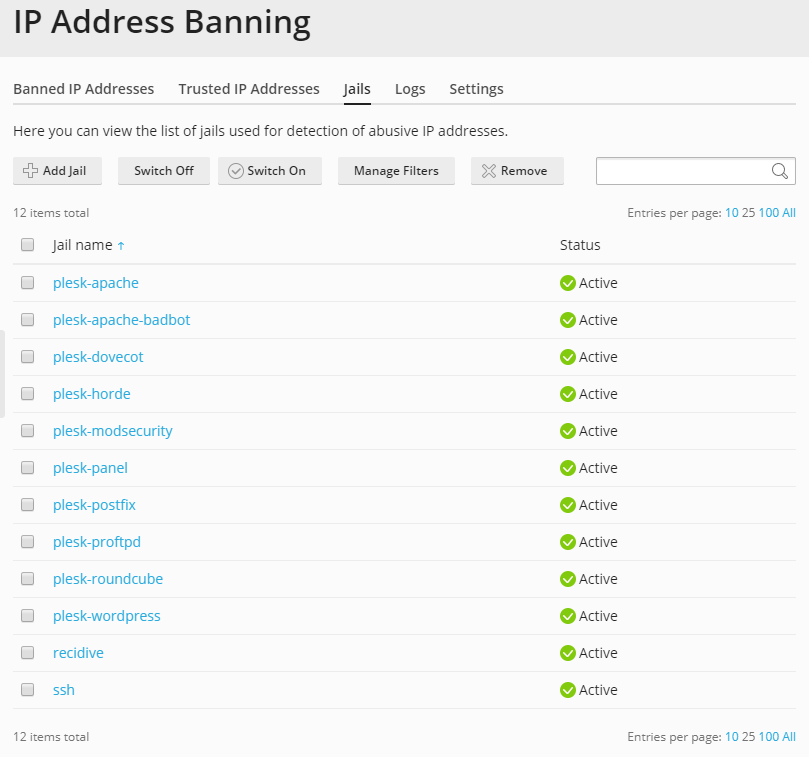 IP Address Banning
Banned IP Addresses Trusted IP Addresses Jails Logs Settings
Here you can view the list of jails used for detection of abusive IP addresses.
Add Jail Switch Off Switch On Manage Filters Remove
12 items total Entries per page: 10 25 100 All
Jail name ↑ Status
plesk-apache Active
plesk-apache-badbot Active
plesk-dovecot Active
plesk-horde Active
plesk-modsecurity Active
plesk-panel Active
plesk-postfix Active
plesk-proftpd Active
plesk-roundcube Active
plesk-wordpress Active
recidive Active
ssh Active
12 items total Entries per page: 10 25 100 All